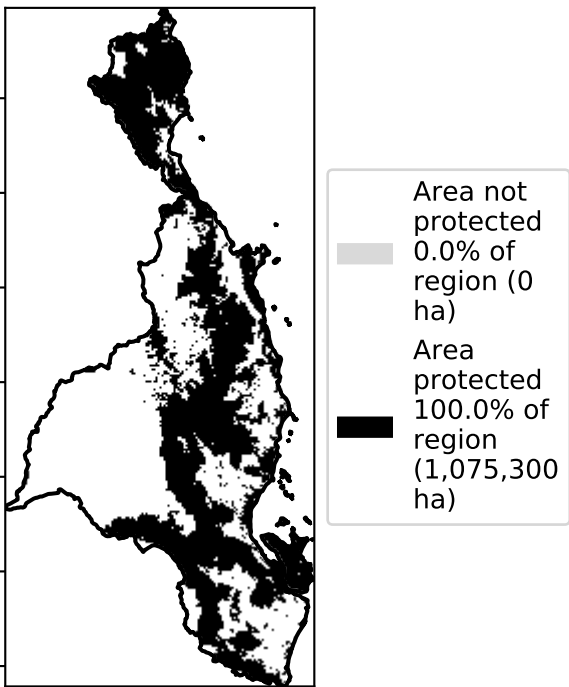 Area not
protected
0.0% of
region (0
ha)
Area
protected
100.0% of
region
(1,075,300
ha)